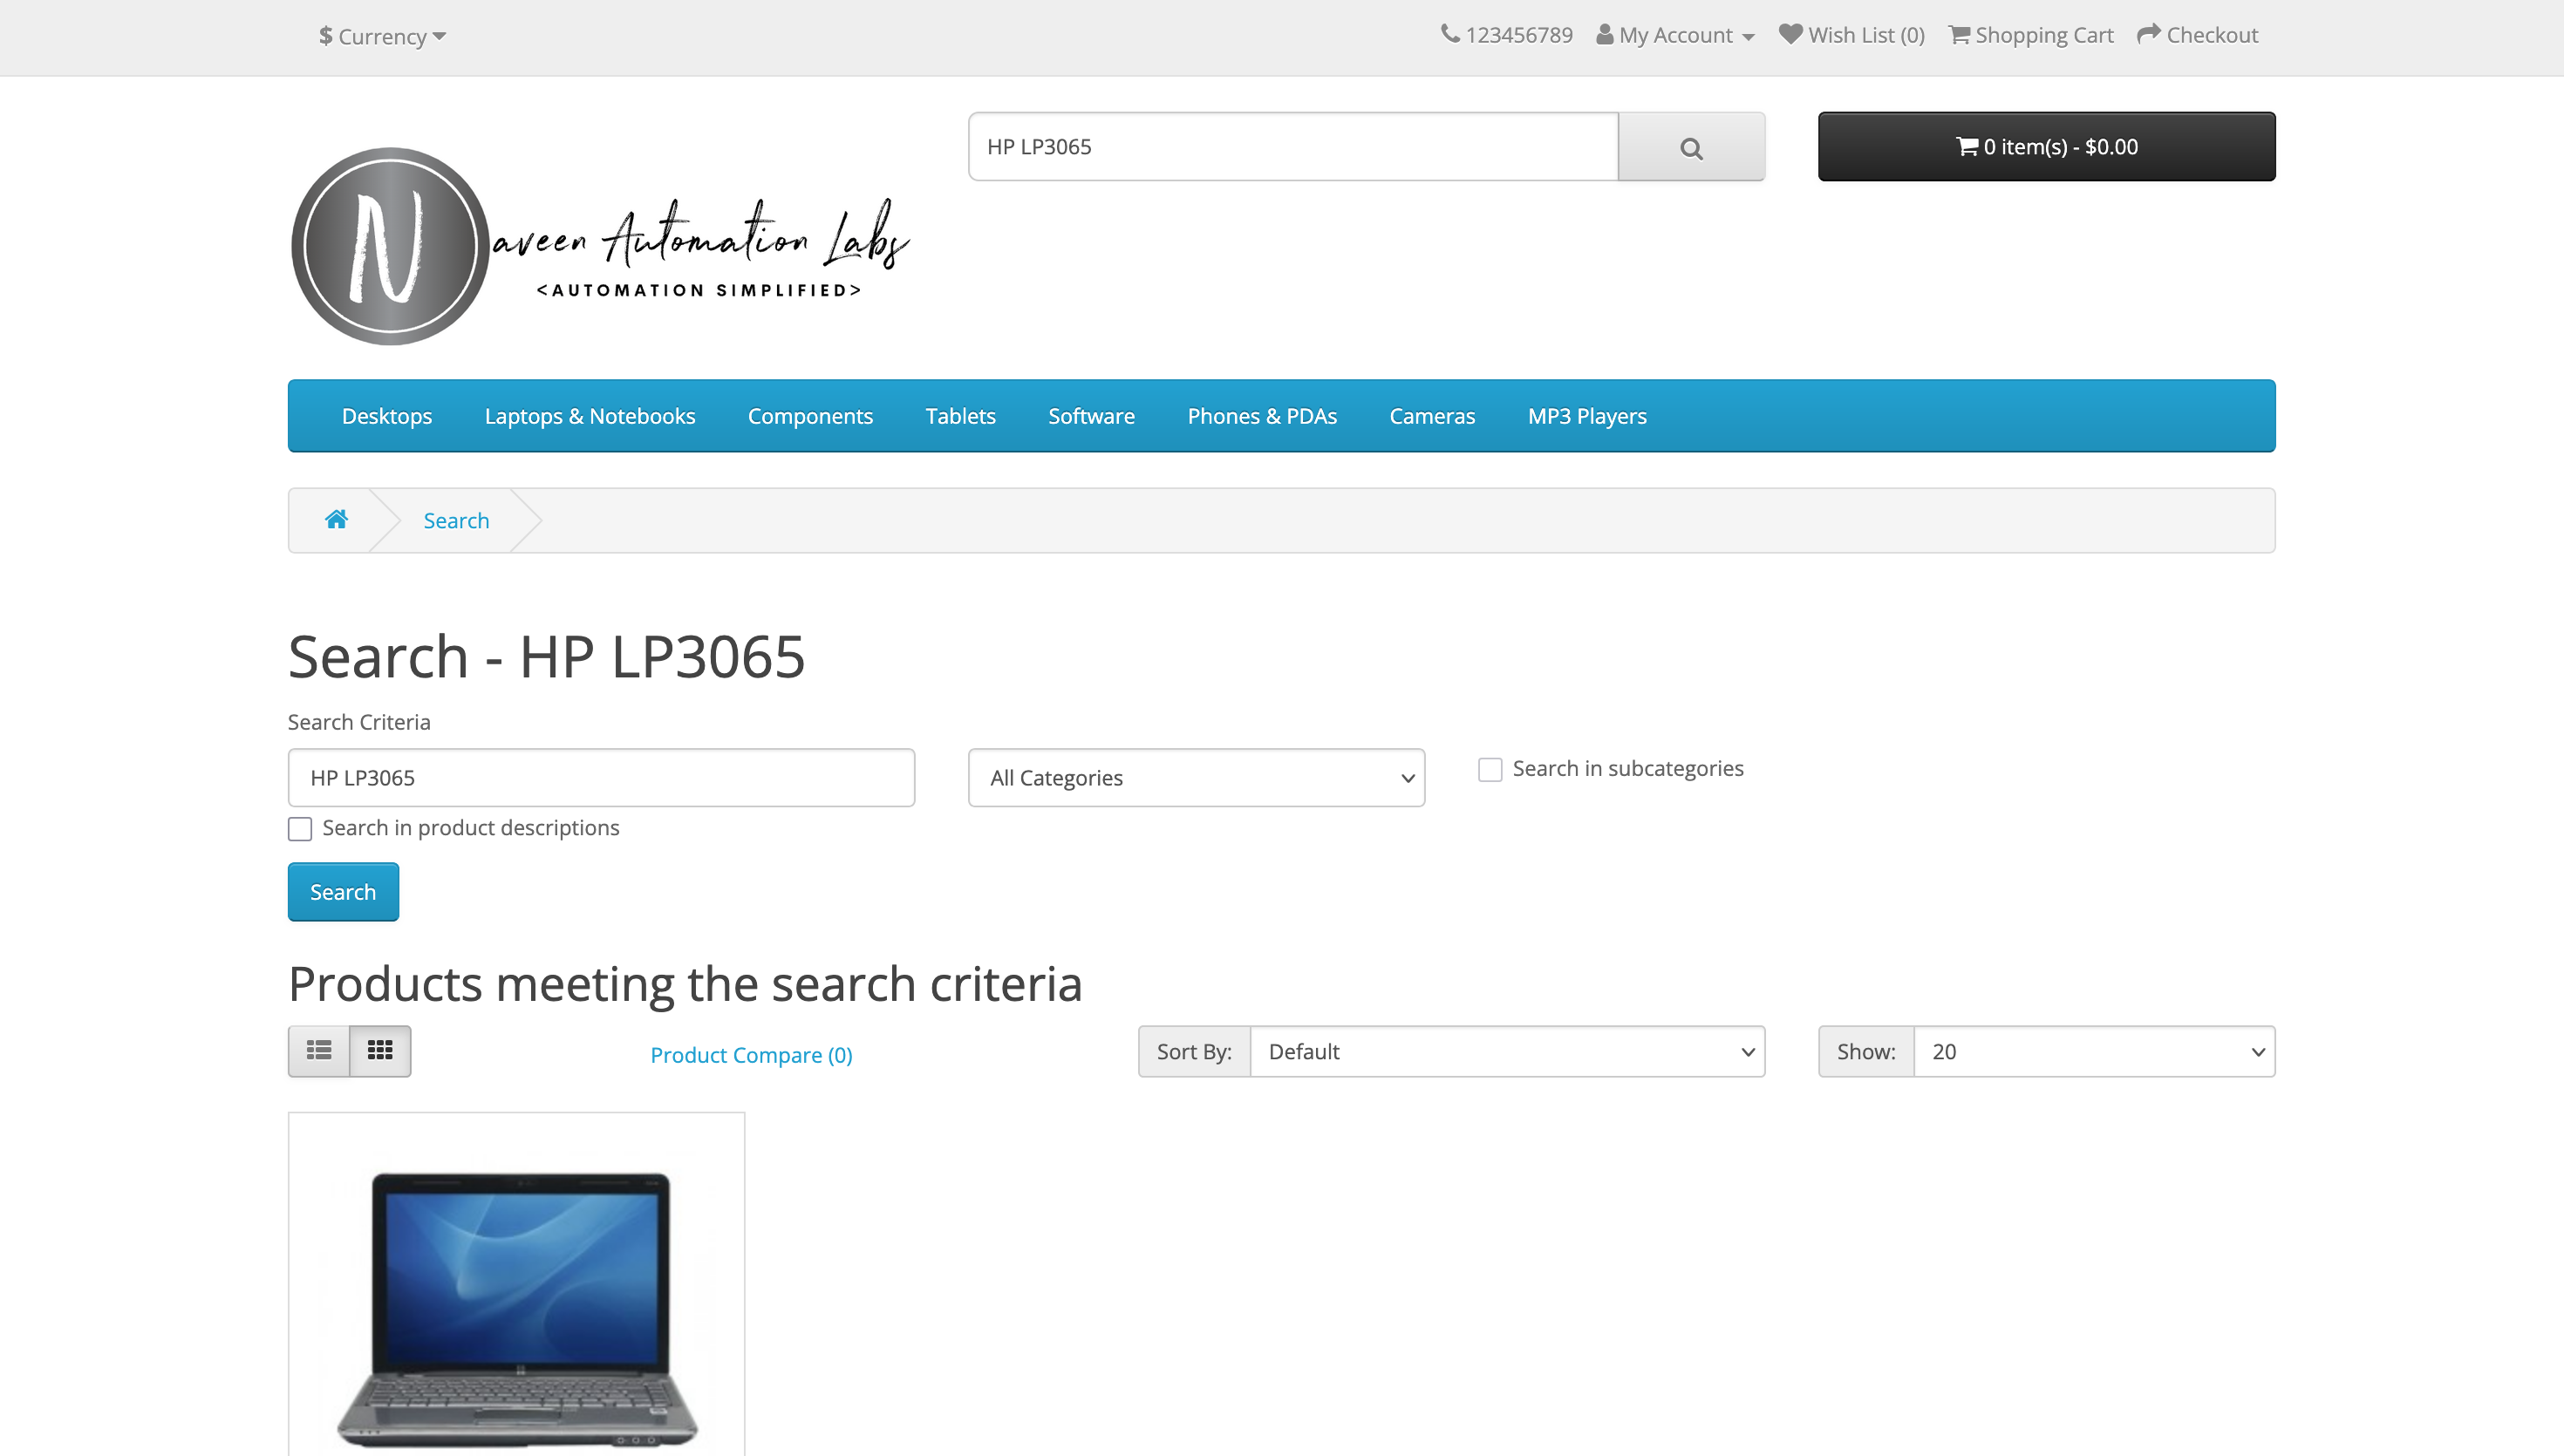 $ Currency
123456789 My Account Wish List (0) Shopping Cart Checkout
HP LP3065
0 item(s) - $0.00
N aveen Automation Labs
<AUTOMATION SIMPLIFIED>
Desktops Laptops & Notebooks Components Tablets Software Phones & PDAs Cameras MP3 Players
Search
Search - HP LP3065
Search Criteria
HP LP3065
All Categories
Search in subcategories
Search in product descriptions
Search
Products meeting the search criteria
Product Compare (0)
Sort By: Default
Show: 20